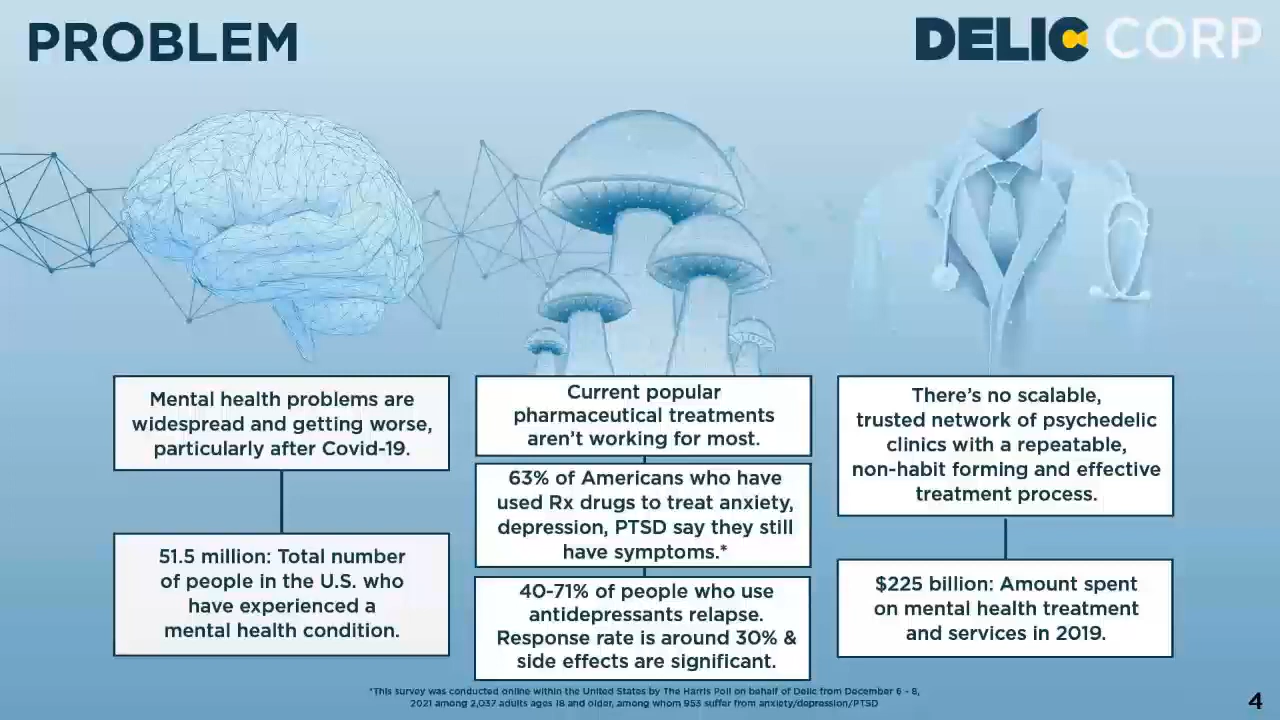 PROBLEM
DELIC CORP
Mental health problems are
widespread and getting worse,
particularly after Covid-19.
51.5 million: Total number
of people in the U.S. who
have experienced a
mental health condition.
Current popular
pharmaceutical treatments
aren't working for most.
63% of Americans who have
used Rx drugs to treat anxiety,
depression, PTSD say they still
have symptoms.*
40-71% of people who use
antidepressants relapse.
Response rate is around 30% &
side effects are significant.
There's no scalable,
trusted network of psychedelic
clinics with a repeatable,
non-habit forming and effective
treatment process.
$225 billion: Amount spent
on mental health treatment
and services in 2019.
*This survey was conducted online within the United States by The Harris Poll on behalf of Delic from December 6 - 8,
2021 among 2,037 adults ages 18 and older, among whom 953 suffer from anxiety/depression/PTSD
4